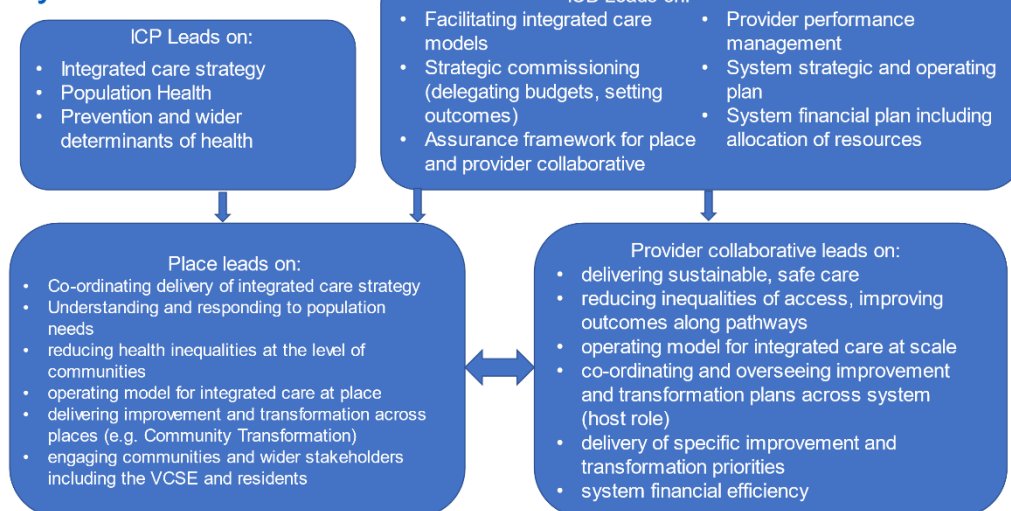 ICP Leads on:
• Integrated care strategy
• Population Health
• Prevention and wider
determinants of health
Leads on:
• Facilitating integrated care
models
• Strategic commissioning
(delegating budgets, setting
outcomes)
• Assurance framework for place
and provider collaborative
• Provider performance
management
• System strategic and operating
plan
• System financial plan including
allocation of resources
Place leads on:
• Co-ordinating delivery of integrated care strategy
• Understanding and responding to population
needs
• reducing health inequalities at the level of
communities
• operating model for integrated care at place
• delivering improvement and transformation across
places (e.g. Community Transformation)
• engaging communities and wider stakeholders
including the VCSE and residents
Provider collaborative leads on:
• delivering sustainable, safe care
• reducing inequalities of access, improving
outcomes along pathways
• operating model for integrated care at scale
• co-ordinating and overseeing improvement
and transformation plans across system
(host role)
• delivery of specific improvement and
transformation priorities
• system financial efficiency